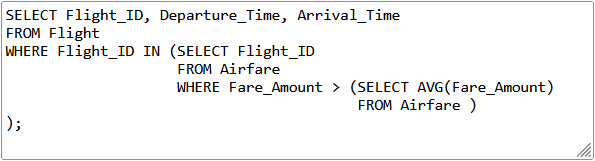 SELECT Flight_ID, Departure_Time, Arrival_Time
FROM Flight
WHERE Flight_ID IN (SELECT Flight_ID
                    FROM Airfare
                    WHERE Fare_Amount > (SELECT AVG(Fare_Amount)
                                         FROM Airfare )
);